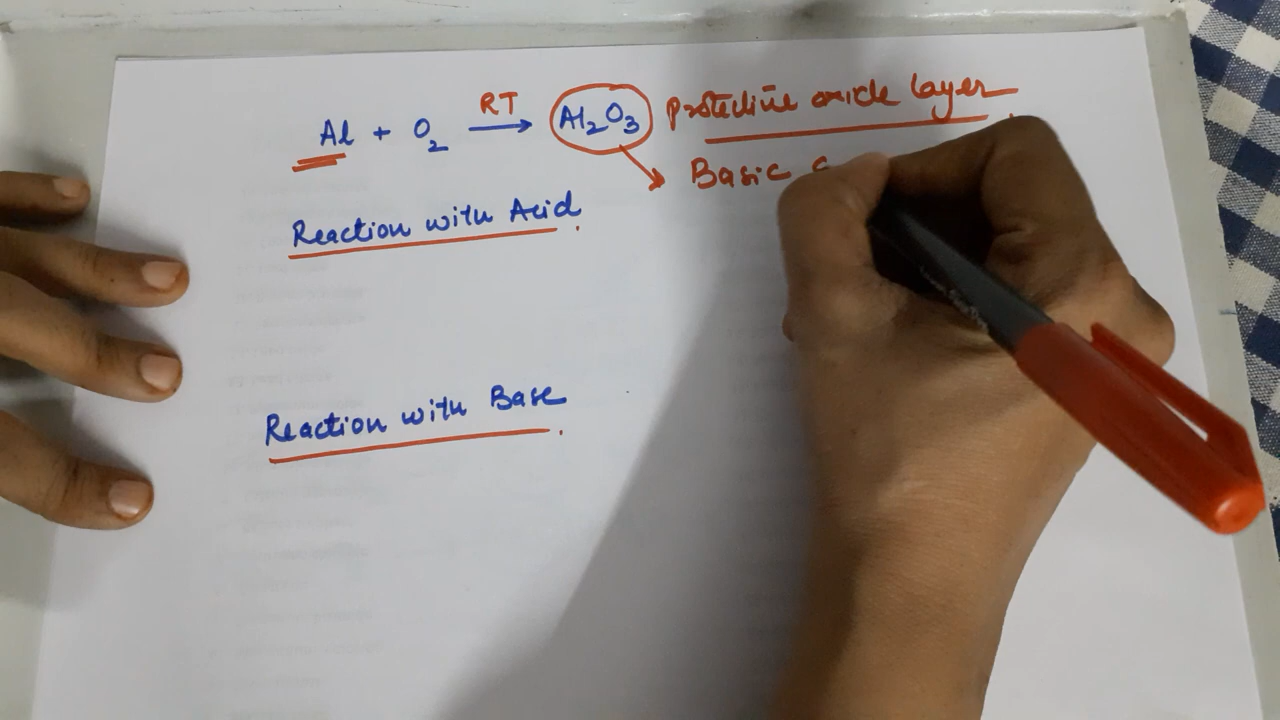 Al + O2 RT → Al2O3 Protective oxide layer
Basic
Reaction with Acid.
Reaction with Base.